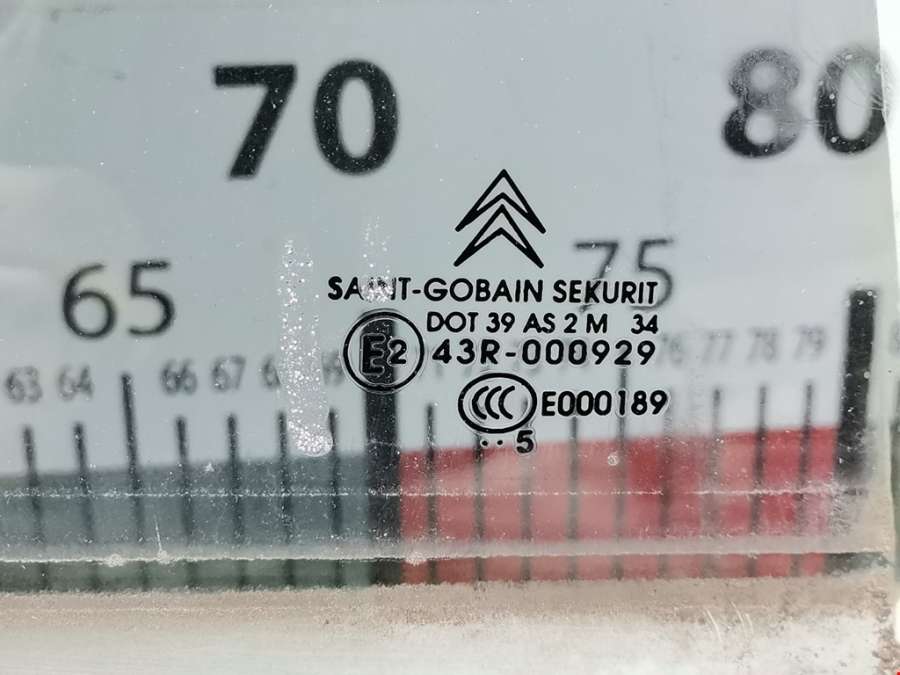 70 80
65 75
SAINT-GOBAIN SEKURIT
DOT 39 AS 2 M 34
E2 43R-000929
63 64 66 67 76 77 78 79
CCC E000189
.. 5